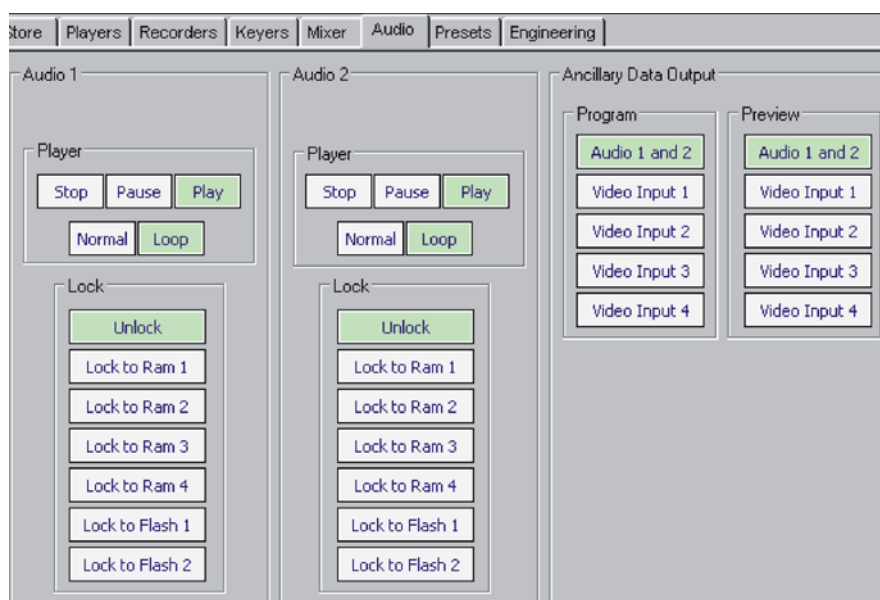 Store Players Recorders Keyers Mixer Audio Presets Engineering
Audio 1
Player
Stop Pause Play
Normal Loop
Lock
Unlock
Lock to Ram 1
Lock to Ram 2
Lock to Ram 3
Lock to Ram 4
Lock to Flash 1
Lock to Flash 2
Audio 2
Player
Stop Pause Play
Normal Loop
Lock
Unlock
Lock to Ram 1
Lock to Ram 2
Lock to Ram 3
Lock to Ram 4
Lock to Flash 1
Lock to Flash 2
Ancillary Data Output
Program
Audio 1 and 2
Video Input 1
Video Input 2
Video Input 3
Video Input 4
Preview
Audio 1 and 2
Video Input 1
Video Input 2
Video Input 3
Video Input 4